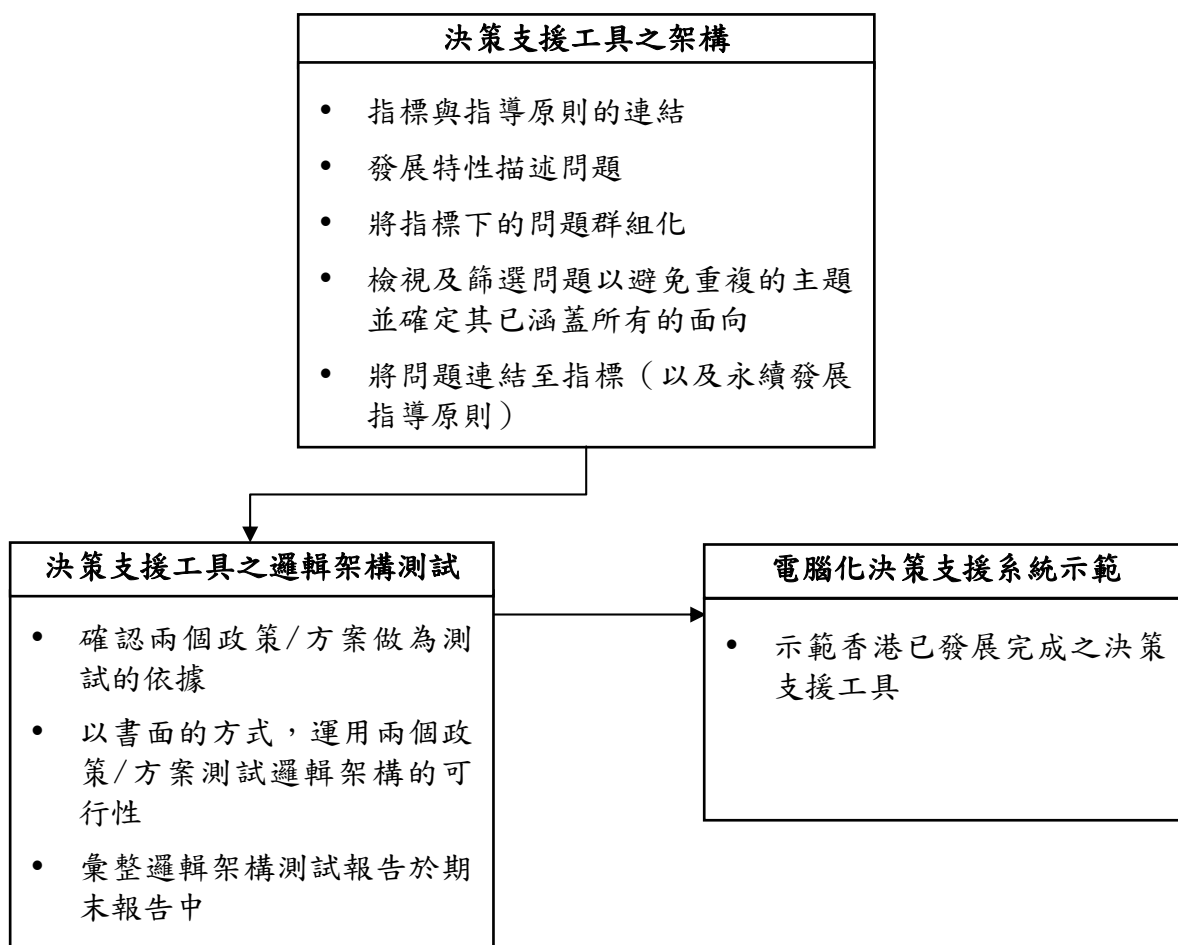 決策支援工具之架構
• 指標與指導原則的連結
• 發展特性描述問題
• 將指標下的問題群組化
• 檢視及篩選問題以避免重複的主題
並確定其已涵蓋所有的面向
• 將問題連結至指標（以及永續發展
指導原則）
決策支援工具之邏輯架構測試
• 確認兩個政策/方案做為測
試的依據
• 以書面的方式，運用兩個政
策/方案測試邏輯架構的可
行性
• 彙整邏輯架構測試報告於期
末報告中
電腦化決策支援系統示範
• 示範香港已發展完成之決策
支援工具